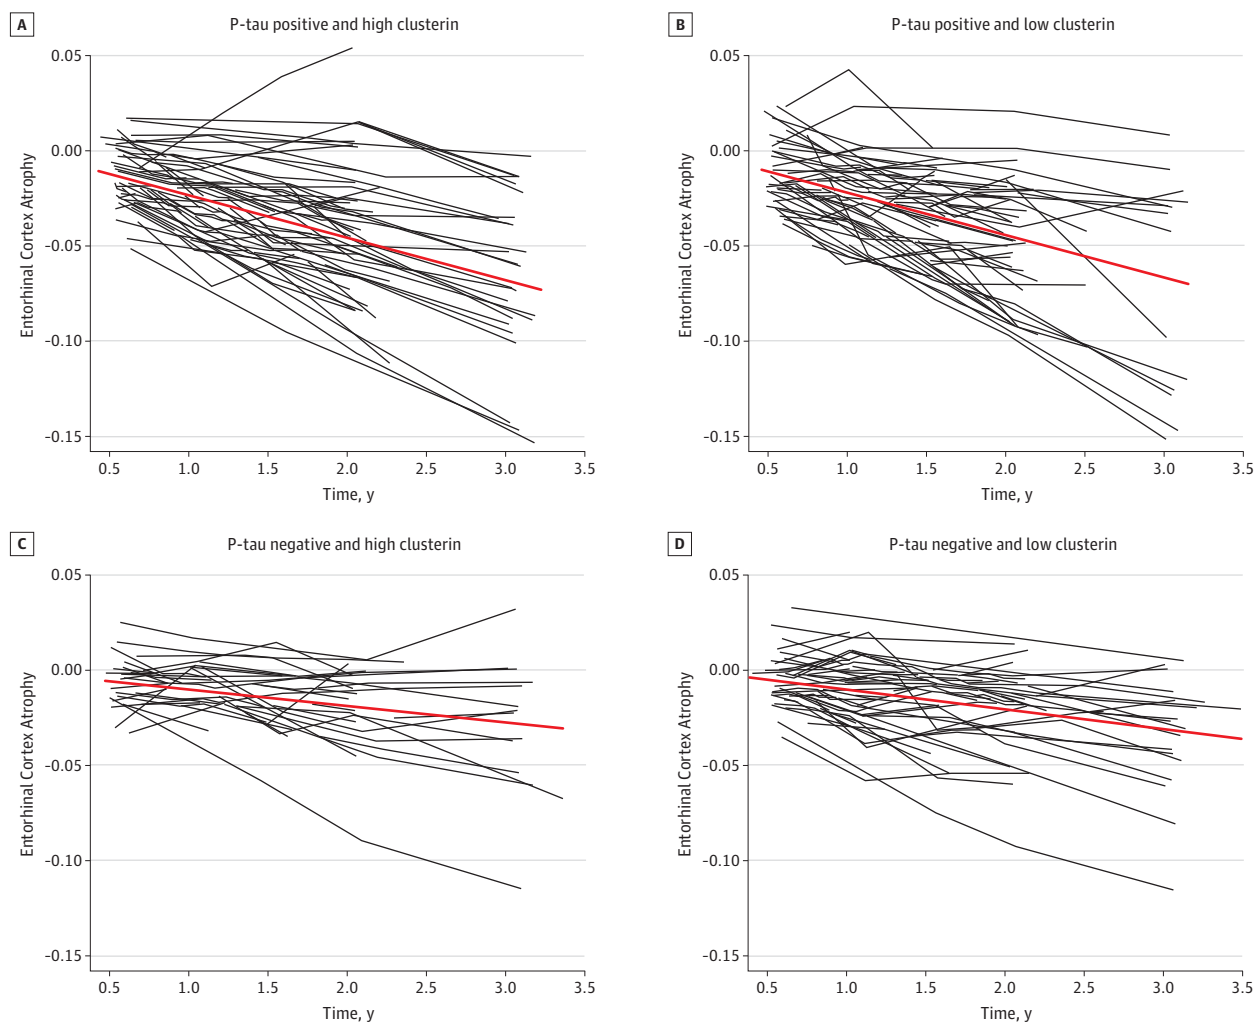 A
P-tau positive and high clusterin
0.05
0.00
-0.05
-0.10
-0.15
Entorhinal Cortex Atrophy
0.5 1.0 1.5 2.0 2.5 3.0 3.5
Time, y
B
P-tau positive and low clusterin
0.05
0.00
-0.05
-0.10
-0.15
Entorhinal Cortex Atrophy
0.5 1.0 1.5 2.0 2.5 3.0 3.5
Time, y
C
P-tau negative and high clusterin
0.05
0.00
-0.05
-0.10
-0.15
Entorhinal Cortex Atrophy
0.5 1.0 1.5 2.0 2.5 3.0 3.5
Time, y
D
P-tau negative and low clusterin
0.05
0.00
-0.05
-0.10
-0.15
Entorhinal Cortex Atrophy
0.5 1.0 1.5 2.0 2.5 3.0 3.5
Time, y